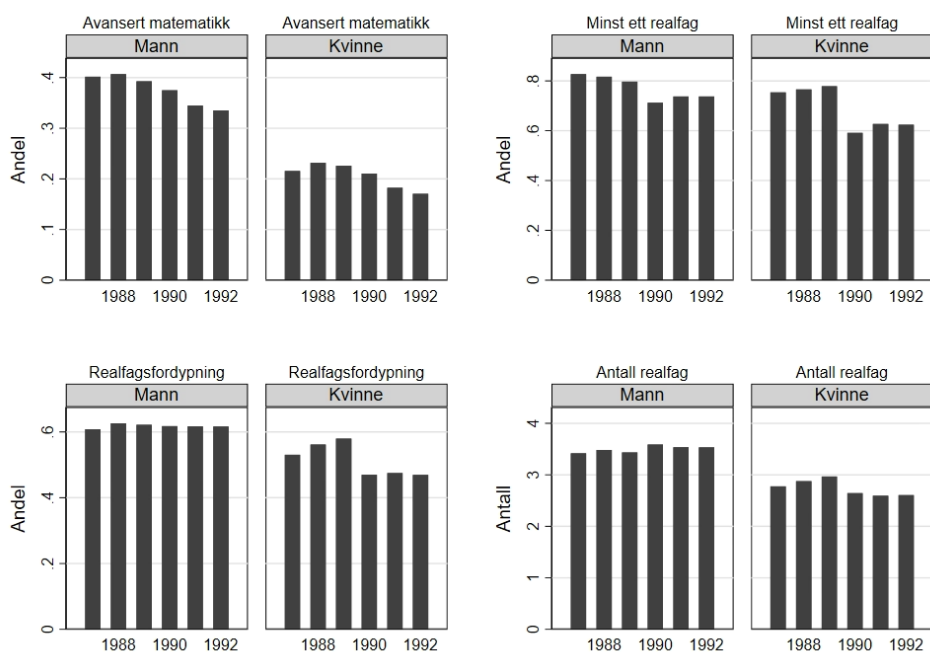 Avansert matematikk Avansert matematikk
Mann Kvinne
Andel
.4
.3
.2
.1
0
1988 1990 1992 1988 1990 1992
Minst ett realfag Minst ett realfag
Mann Kvinne
Andel
.8
.6
.4
.2
0
1988 1990 1992 1988 1990 1992
Realfagsfordypning Realfagsfordypning
Mann Kvinne
Andel
.6
.4
.2
0
1988 1990 1992 1988 1990 1992
Antall realfag Antall realfag
Mann Kvinne
Antall
4
3
2
1
0
1988 1990 1992 1988 1990 1992